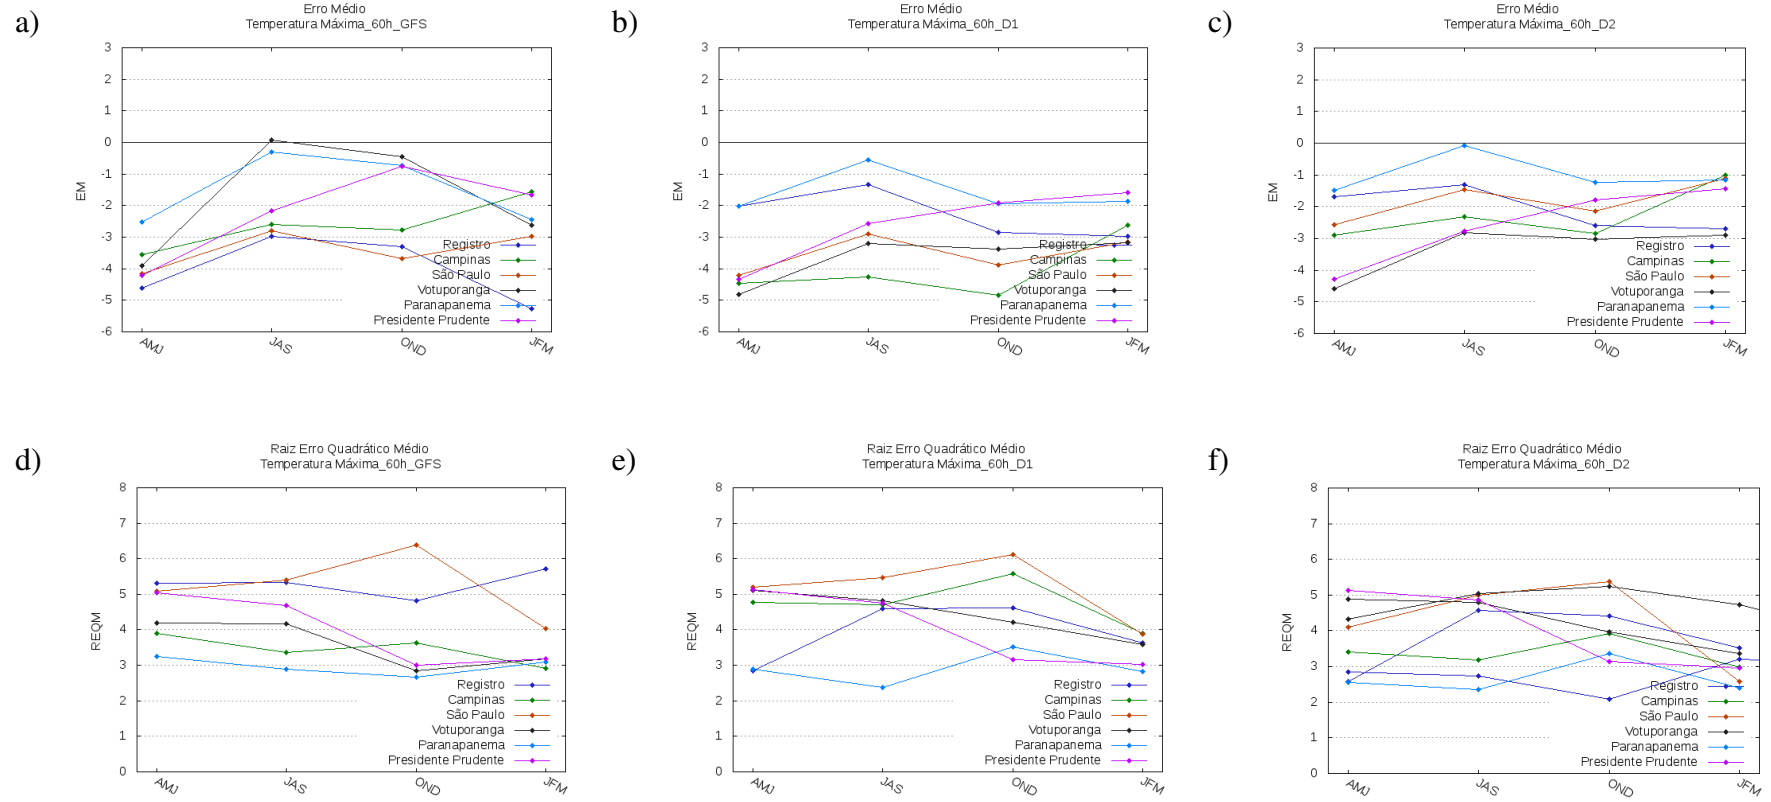 a)
Erro Médio
Temperatura Máxima_60h_GFS
EM
3
2
1
0
-1
-2
-3
-4
-5
-6
AMJ
JAS
OND
JFM
Registro
Campinas
São Paulo
Votuporanga
Paranapanema
Presidente Prudente
b)
Erro Médio
Temperatura Máxima_60h_D1
EM
3
2
1
0
-1
-2
-3
-4
-5
-6
AMJ
JAS
OND
JFM
Registro
Campinas
São Paulo
Votuporanga
Paranapanema
Presidente Prudente
c)
Erro Médio
Temperatura Máxima_60h_D2
EM
3
2
1
0
-1
-2
-3
-4
-5
-6
AMJ
JAS
OND
JFM
Registro
Campinas
São Paulo
Votuporanga
Paranapanema
Presidente Prudente
d)
Raiz Erro Quadrático Médio
Temperatura Máxima_60h_GFS
REQM
8
7
6
5
4
3
2
1
0
AMJ
JAS
OND
JFM
Registro
Campinas
São Paulo
Votuporanga
Paranapanema
Presidente Prudente
e)
Raiz Erro Quadrático Médio
Temperatura Máxima_60h_D1
REQM
8
7
6
5
4
3
2
1
0
AMJ
JAS
OND
JFM
Registro
Campinas
São Paulo
Votuporanga
Paranapanema
Presidente Prudente
f)
Raiz Erro Quadrático Médio
Temperatura Máxima_60h_D2
REQM
8
7
6
5
4
3
2
1
0
AMJ
JAS
OND
JFM
Registro
Campinas
São Paulo
Votuporanga
Paranapanema
Presidente Prudente